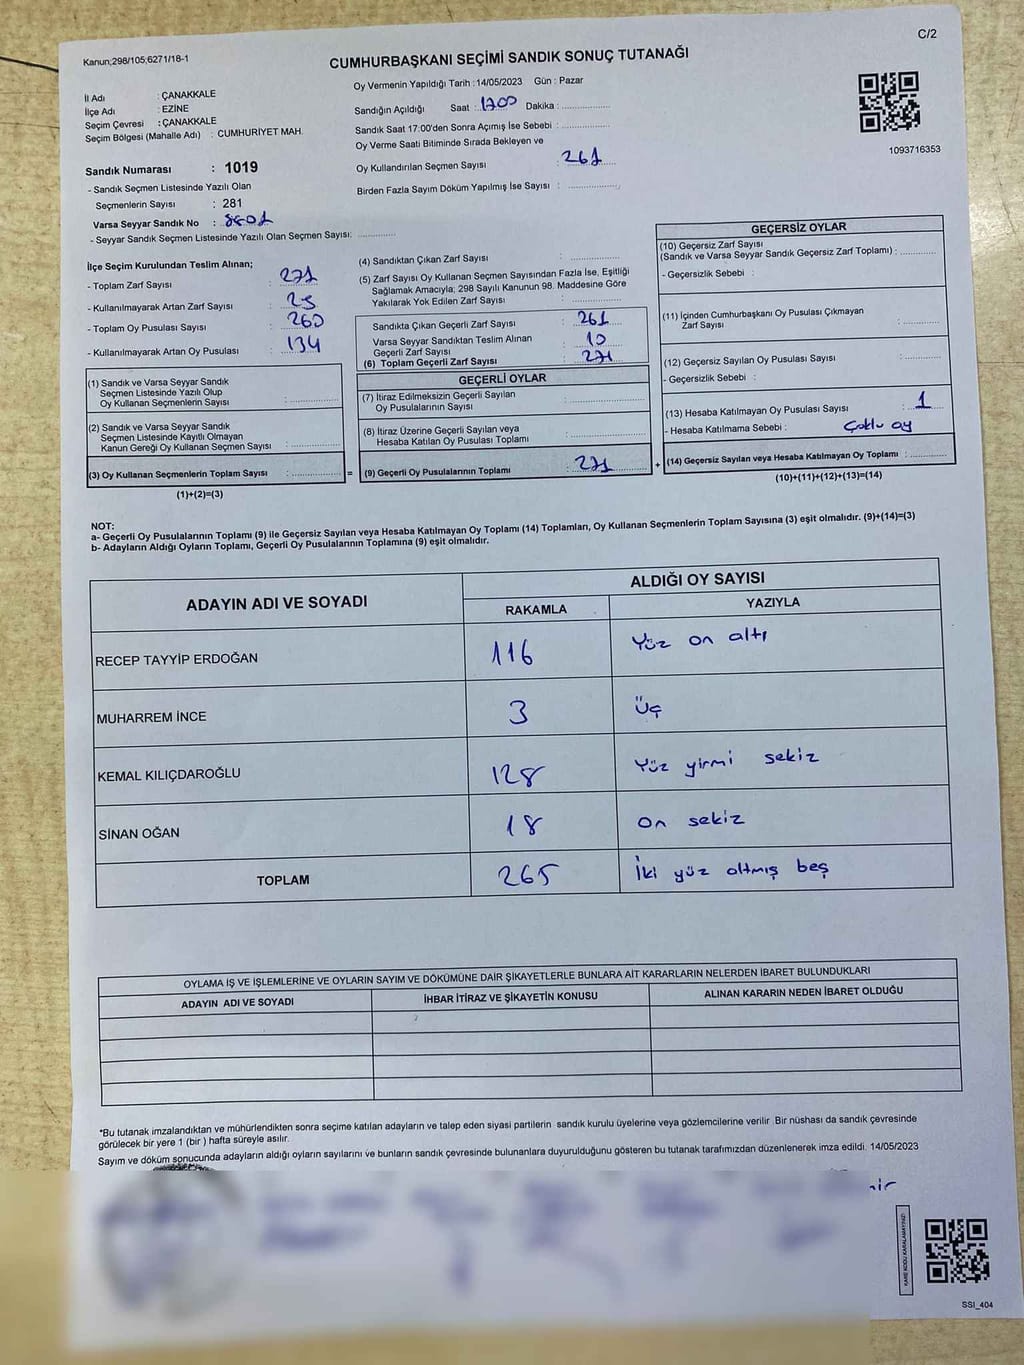 C/2
Kanun;298/105;6271/18-1
CUMHURBAŞKANI SEÇİMİ SANDIK SONUÇ TUTANAĞI
İl Adı : ÇANAKKALE
İlçe Adı : EZİNE
Seçim Çevresi : ÇANAKKALE
Seçim Bölgesi (Mahalle Adı) : CUMHURİYET MAH.
Sandık Numarası : 1019
- Sandık Seçmen Listesinde Yazılı Olan
Seçmenlerin Sayısı : 281
Varsa Seyyar Sandık No :
- Seyyar Sandık Seçmen Listesinde Yazılı Olan Seçmen Sayısı:
Oy Vermenin Yapıldığı Tarih : 14/05/2023 Gün : Pazar
Sandığın Açıldığı Saat : 1700 Dakika :
Sandık Saat 17:00'den Sonra Açımış İse Sebebi :
Oy Verme Saati Bitiminde Sırada Bekleyen ve
Oy Kullandırılan Seçmen Sayısı : 261
Birden Fazla Sayım Döküm Yapılmış İse Sayısı :
1093716353
İlçe Seçim Kurulundan Teslim Alınan;
- Toplam Zarf Sayısı : 271
- Kullanılmayarak Artan Zarf Sayısı :
- Toplam Oy Pusulası Sayısı : 260
- Kullanılmayarak Artan Oy Pusulası : 134
(1) Sandık ve Varsa Seyyar Sandık
Seçmen Listesinde Yazılı Olup
Oy Kullanan Seçmenlerin Sayısı :
(2) Sandık ve Varsa Seyyar Sandık
Seçmen Listesinde Kayıtlı Olmayan
Kanun Gereği Oy Kullanan Seçmen Sayısı :
(3) Oy Kullanan Seçmenlerin Toplam Sayısı : =
(1)+(2)=(3)
(4) Sandıktan Çıkan Zarf Sayısı :
(5) Zarf Sayısı Oy Kullanan Seçmen Sayısından Fazla İse, Eşitliği
Sağlamak Amacıyla; 298 Sayılı Kanunun 98. Maddesine Göre
Yakılarak Yok Edilen Zarf Sayısı :
Sandıkta Çıkan Geçerli Zarf Sayısı : 261
Varsa Seyyar Sandıktan Teslim Alınan
Geçerli Zarf Sayısı : 10
(6) Toplam Geçerli Zarf Sayısı : 271
GEÇERLİ OYLAR
(7) İtiraz Edilmeksizin Geçerli Sayılan
Oy Pusulalarının Sayısı :
(8) İtiraz Üzerine Geçerli Sayılan veya
Hesaba Katılan Oy Pusulası Toplamı :
(9) Geçerli Oy Pusulalarının Toplamı : 271 +
GEÇERSİZ OYLAR
(10) Geçersiz Zarf Sayısı
(Sandık ve Varsa Seyyar Sandık Geçersiz Zarf Toplamı) :
- Geçersizlik Sebebi :
(11) İçinden Cumhurbaşkanı Oy Pusulası Çıkmayan
Zarf Sayısı :
(12) Geçersiz Sayılan Oy Pusulası Sayısı :
- Geçersizlik Sebebi :
(13) Hesaba Katılmayan Oy Pusulası Sayısı : 1
- Hesaba Katılmama Sebebi : Çoklu oy
(14) Geçersiz Sayılan veya Hesaba Katılmayan Oy Toplamı :
(10)+(11)+(12)+(13)=(14)
NOT:
a- Geçerli Oy Pusulalarının Toplamı (9) ile Geçersiz Sayılan veya Hesaba Katılmayan Oy Toplamı (14) Toplamları, Oy Kullanan Seçmenlerin Toplam Sayısına (3) eşit olmalıdır. (9)+(14)=(3)
b- Adayların Aldığı Oyların Toplamı, Geçerli Oy Pusulalarının Toplamına (9) eşit olmalıdır.
ADAYIN ADI VE SOYADI
ALDIĞI OY SAYISI
RAKAMLA YAZIYLA
RECEP TAYYİP ERDOĞAN 116 Yüz on altı
MUHARREM İNCE 3 Üç
KEMAL KILIÇDAROĞLU 128 Yüz yirmi sekiz
SİNAN OĞAN 18 On sekiz
TOPLAM 265 İki yüz altmış beş
OYLAMA İŞ VE İŞLEMLERİNE VE OYLARIN SAYIM VE DÖKÜMÜNE DAİR ŞİKAYETLERLE BUNLARA AİT KARARLARIN NELERDEN İBARET BULUNDUKLARI
ADAYIN ADI VE SOYADI İHBAR İTİRAZ VE ŞİKAYETİN KONUSU ALINAN KARARIN NEDEN İBARET OLDUĞU
*Bu tutanak imzalandıktan ve mühürlendikten sonra seçime katılan adayların ve talep eden siyasi partilerin sandık kurulu üyelerine veya gözlemcilerine verilir. Bir nüshası da sandık çevresinde
görülecek bir yere 1 (bir ) hafta süreyle asılır.
Sayım ve döküm sonucunda adayların aldığı oyların sayılarını ve bunların sandık çevresinde bulunanlara duyurulduğunu gösteren bu tutanak tarafımızdan düzenlenerek imza edildi. 14/05/2023
KARE KODU KARALAMAYINIZ!
SSI_404